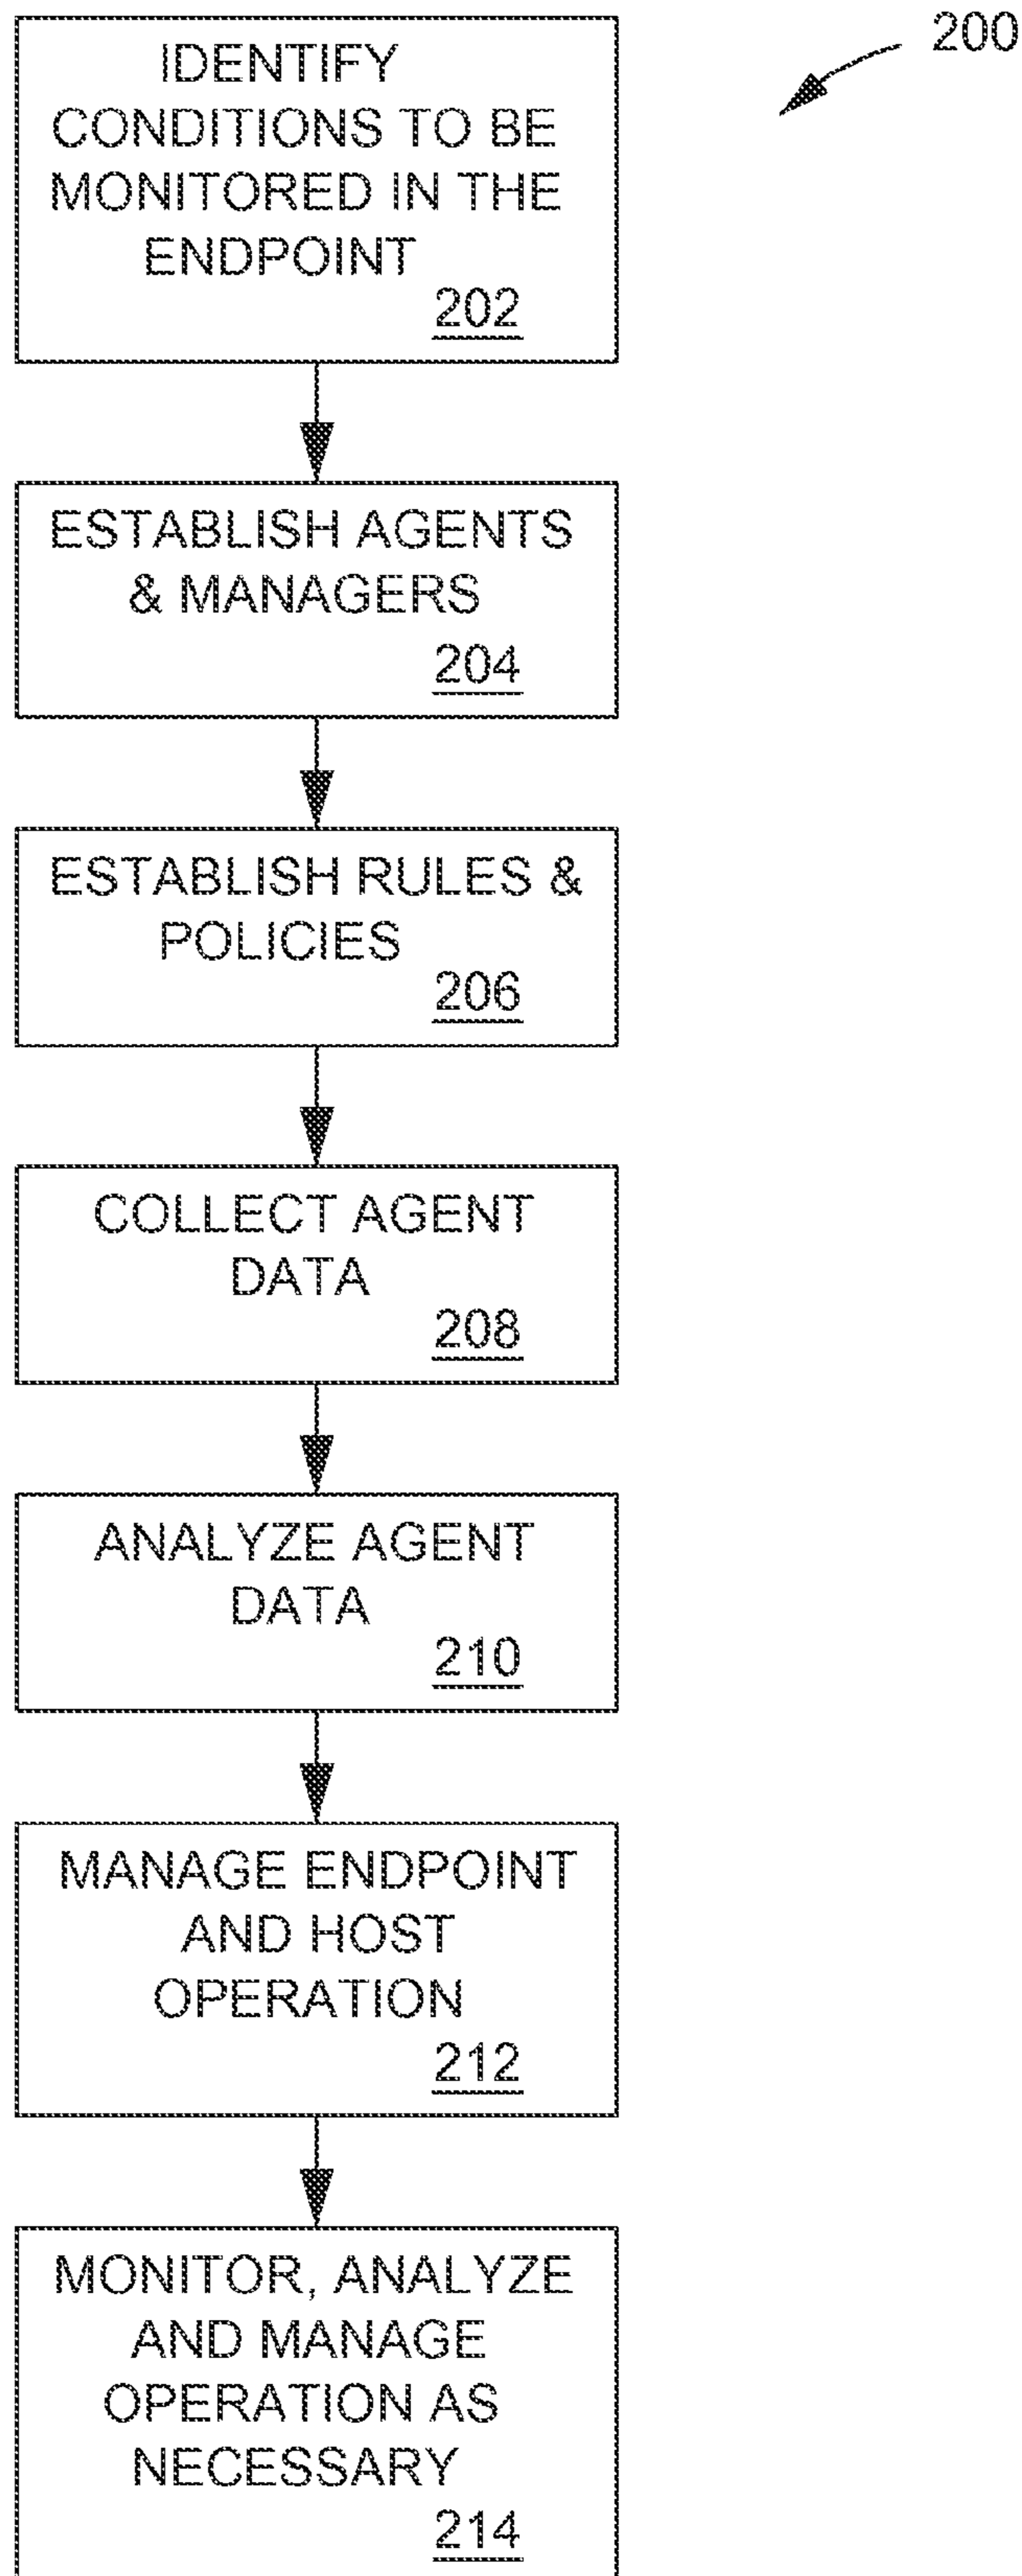 200
IDENTIFY
CONDITIONS TO BE
MONITORED IN THE
ENDPOINT
202
ESTABLISH AGENTS
& MANAGERS
204
ESTABLISH RULES &
POLICIES
206
COLLECT AGENT
DATA
208
ANALYZE AGENT
DATA
210
MANAGE ENDPOINT
AND HOST
OPERATION
212
MONITOR, ANALYZE
AND MANAGE
OPERATION AS
NECESSARY
214